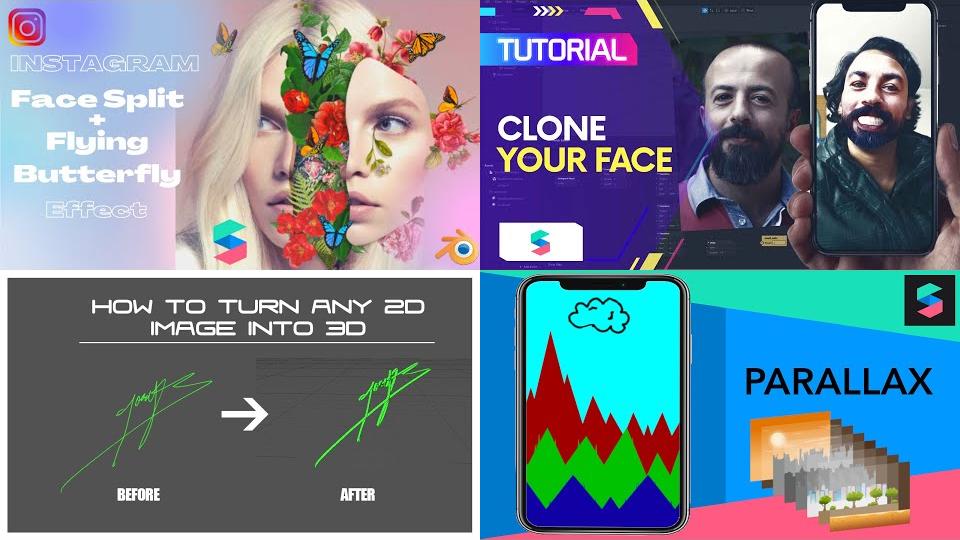 INSTAGRAM
Face Split
+
Flying
Butterfly
Effect
TUTORIAL
CLONE
YOUR FACE
HOW TO TURN ANY 2D
IMAGE INTO 3D
BEFORE
AFTER
PARALLAX